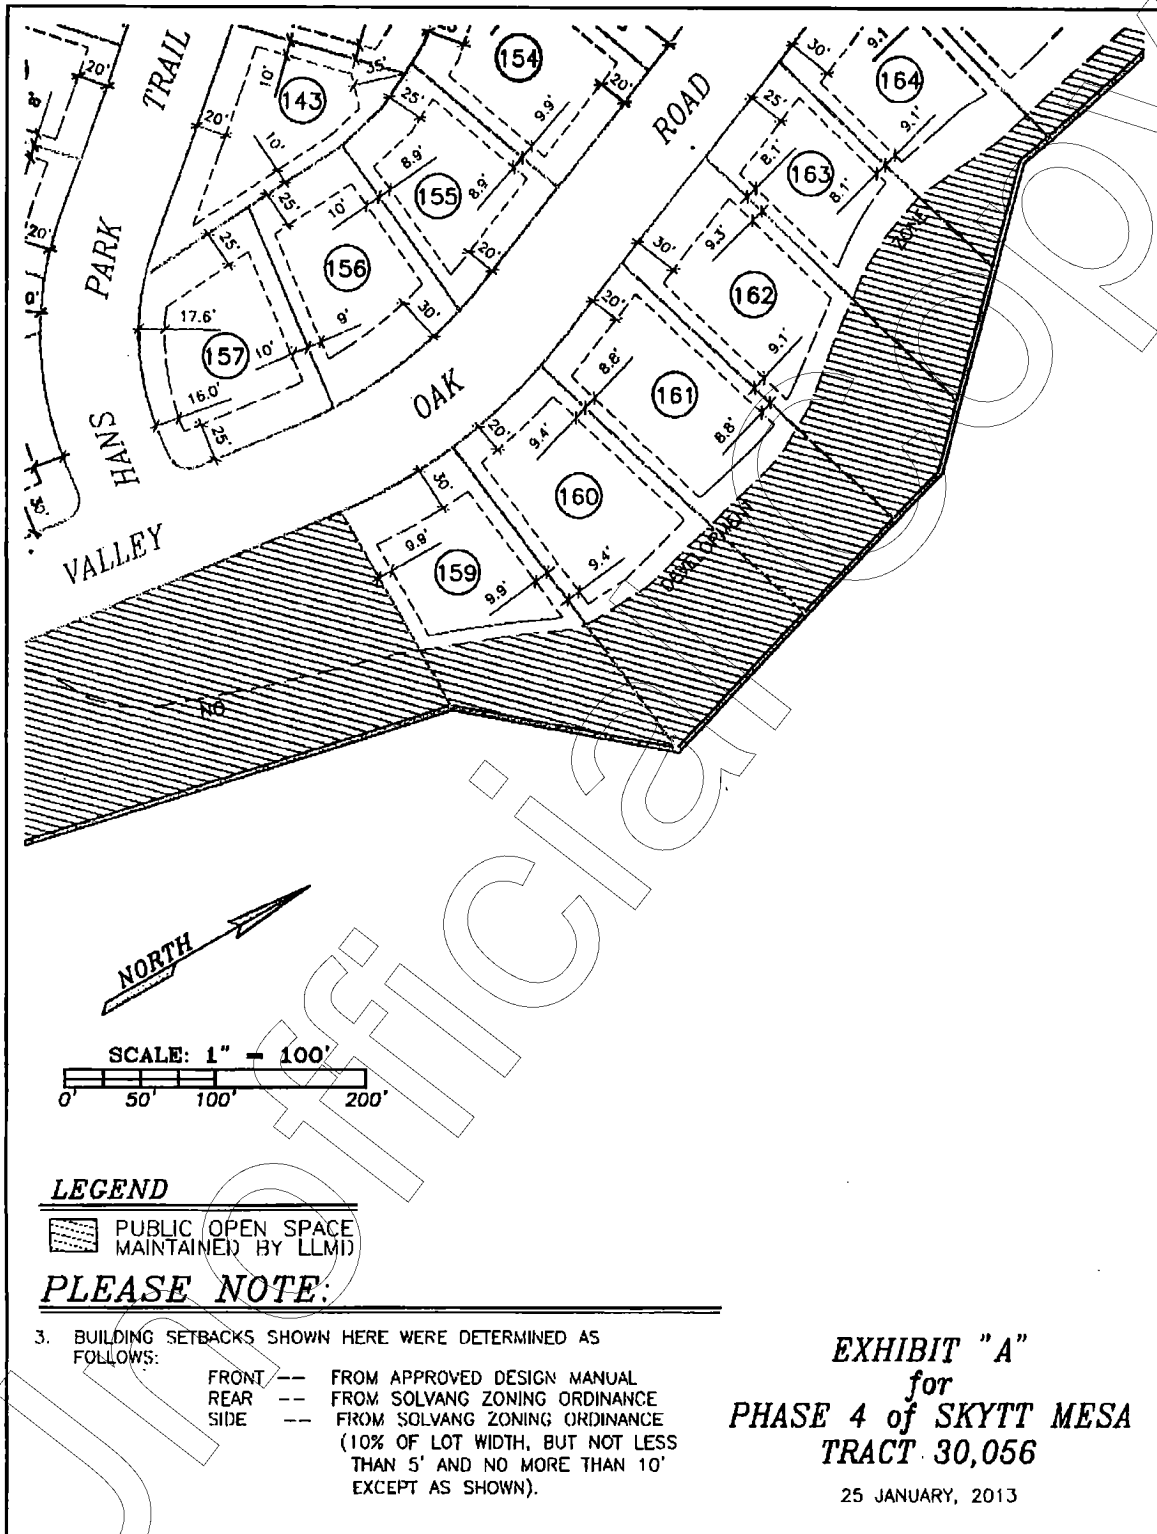 154
164
143
163
155
156
162
157
161
160
159
30'
9.1'
20'
10'
35'
25'
20'
9.9'
25'
9.1'
20'
10'
8.9'
8.9'
8.1'
8.1'
25'
10'
20'
25'
30'
9.3'
20'
17.6'
10'
9'
30'
20'
8.8'
9.1'
16.0'
25'
20'
9.4'
8.8'
30'
9.9'
9.9'
9.4'
TRAIL
PARK
HANS
ROAD
OAK
VALLEY
ZONE
DEVELOPMENT
NO
NORTH
SCALE: 1" = 100'
0' 50' 100' 200'
LEGEND
PUBLIC OPEN SPACE
MAINTAINED BY LLMD
PLEASE NOTE:
3. BUILDING SETBACKS SHOWN HERE WERE DETERMINED AS
FOLLOWS:
FRONT -- FROM APPROVED DESIGN MANUAL
REAR -- FROM SOLVANG ZONING ORDINANCE
SIDE -- FROM SOLVANG ZONING ORDINANCE
(10% OF LOT WIDTH, BUT NOT LESS
THAN 5' AND NO MORE THAN 10'
EXCEPT AS SHOWN).
EXHIBIT "A"
for
PHASE 4 of SKYTT MESA
TRACT 30,056
25 JANUARY, 2013
Unofficial Copy